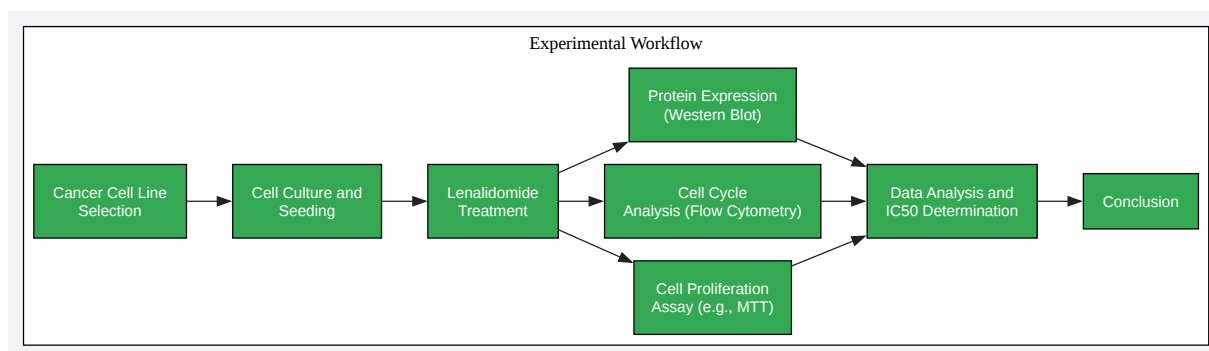 Experimental Workflow
Cancer Cell Line
Selection
Cell Culture and
Seeding
Lenalidomide
Treatment
Protein Expression
(Western Blot)
Cell Cycle
Analysis (Flow Cytometry)
Cell Proliferation
Assay (e.g., MTT)
Data Analysis and
IC50 Determination
Conclusion